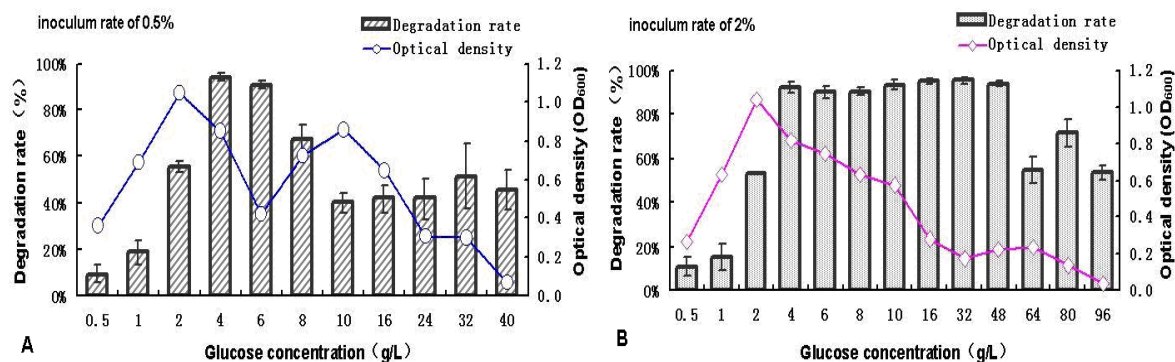 inoculum rate of 0.5%
Degradation rate
Optical density
100%
80%
60%
40%
20%
0%
Degradation rate (%)
1.2
1.0
0.8
0.6
0.4
0.2
0.0
Optical density (OD600)
0.5 1 2 4 6 8 10 16 24 32 40
A
Glucose concentration (g/L)
inoculum rate of 2%
Degradation rate
Optical density
100%
80%
60%
40%
20%
0%
Degradation rate (%)
1.2
1.0
0.8
0.6
0.4
0.2
0.0
Optical density (OD600)
0.5 1 2 4 6 8 10 16 32 48 64 80 96
B
Glucose concentration (g/L)